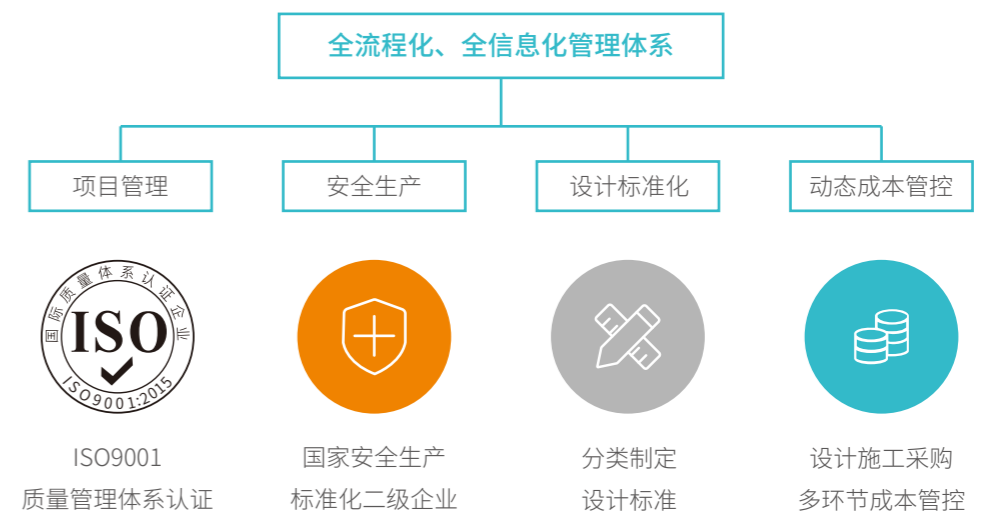 全流程化、全信息化管理体系
项目管理
安全生产
设计标准化
动态成本管控
国际质量体系认证企业
ISO
ISO9001:2015
ISO9001
质量管理体系认证
国家安全生产
标准化二级企业
分类制定
设计标准
设计施工采购
多环节成本管控